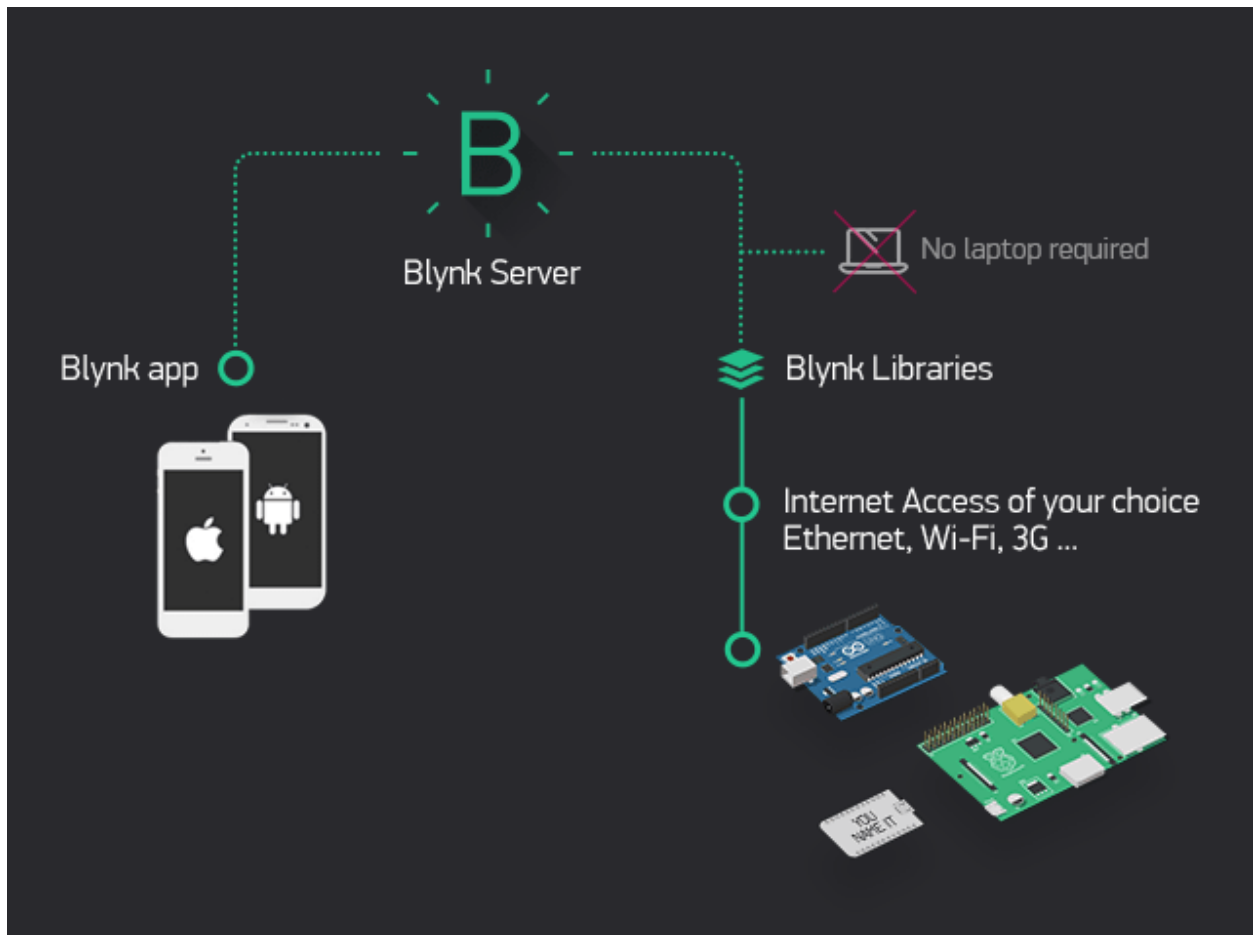 B
Blynk Server
No laptop required
Blynk app
Blynk Libraries
Internet Access of your choice
Ethernet, Wi-Fi, 3G ...
YOU
NAME IT